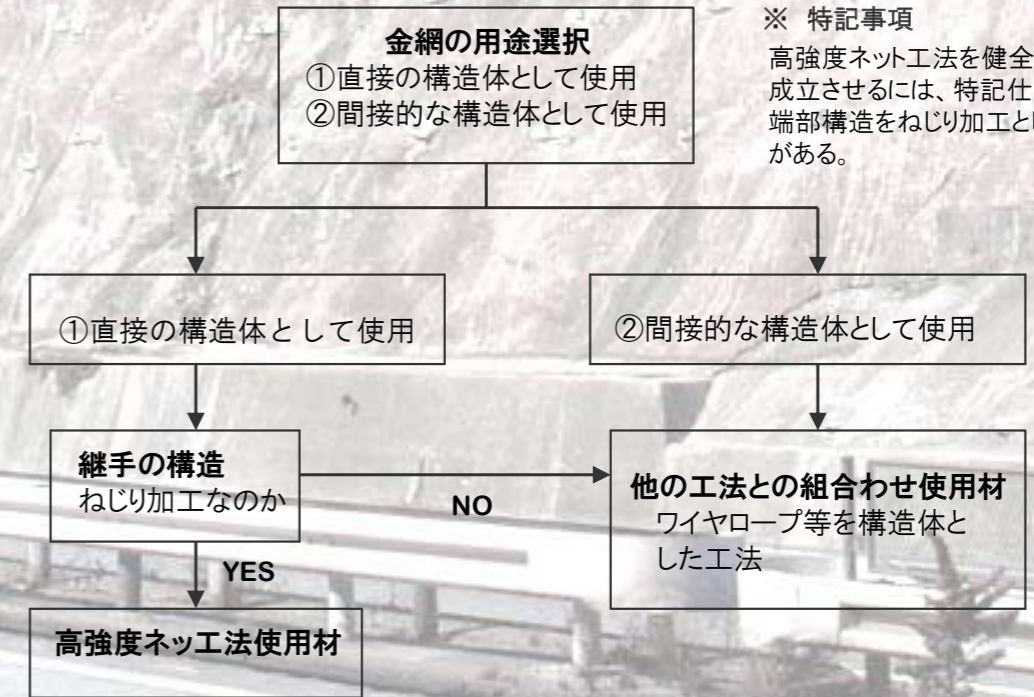 金網の用途選択
①直接の構造体として使用
②間接的な構造体として使用
※ 特記事項
高強度ネット工法を健全
成立させるには、特記仕
端部構造をねじり加工と
がある。
①直接の構造体として使用
②間接的な構造体として使用
継手の構造
ねじり加工なのか
NO
他の工法との組合わせ使用材
ワイヤロープ等を構造体と
した工法
YES
高強度ネッ工法使用材